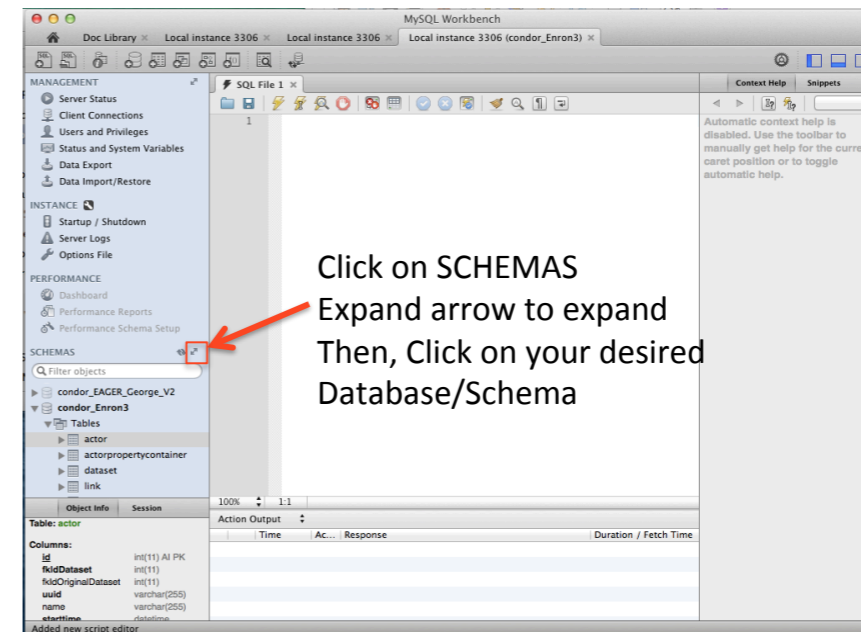 MySQL Workbench
Doc Library × Local instance 3306 × Local instance 3306 × Local instance 3306 (condor_Enron3) ×
MANAGEMENT
Server Status
Client Connections
Users and Privileges
Status and System Variables
Data Export
Data Import/Restore
INSTANCE
Startup / Shutdown
Server Logs
Options File
PERFORMANCE
Dashboard
Performance Reports
Performance Schema Setup
SCHEMAS
Filter objects
condor_EAGER_George_V2
condor_Enron3
Tables
actor
actorpropertycontainer
dataset
link
Object Info Session
Table: actor
Columns:
id int(11) AI PK
fkIdDataset int(11)
fkIdOriginalDataset int(11)
uuid varchar(255)
name varchar(255)
starttime datetime
Added new script editor
SQL File 1 ×
1
Click on SCHEMAS
Expand arrow to expand
Then, Click on your desired
Database/Schema
100% 1:1
Action Output
Time Ac... Response Duration / Fetch Time
Context Help Snippets
Automatic context help is
disabled. Use the toolbar to
manually get help for the curre
caret position or to toggle
automatic help.